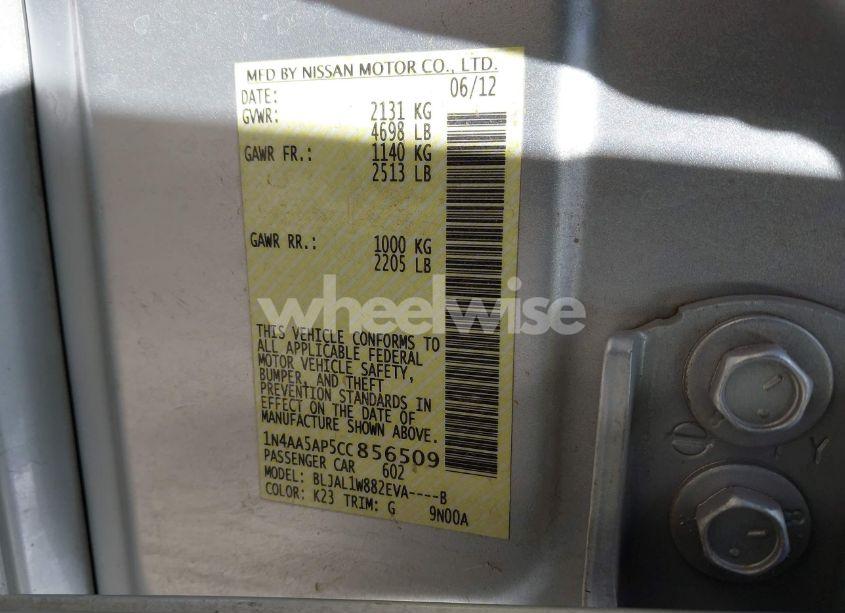 MFD BY NISSAN MOTOR CO., LTD.
DATE: 06/12
GVWR: 2131 KG
4698 LB
GAWR FR.: 1140 KG
2513 LB
GAWR RR.: 1000 KG
2205 LB
wheelwise
THIS VEHICLE CONFORMS TO
ALL APPLICABLE FEDERAL
MOTOR VEHICLE SAFETY,
BUMPER, AND THEFT
PREVENTION STANDARDS IN
EFFECT ON THE DATE OF
MANUFACTURE SHOWN ABOVE.
1N4AA5AP5CC856509
PASSENGER CAR 602
MODEL: BLJAL1W882EVA----B
COLOR: K23 TRIM: G 9N00A